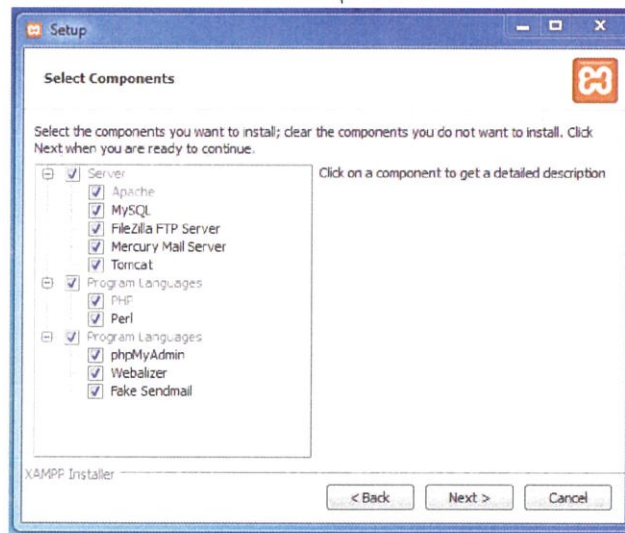 Setup
Select Components
Select the components you want to install; clear the components you do not want to install. Click
Next when you are ready to continue.
Server
Apache
MySQL
FileZilla FTP Server
Mercury Mail Server
Tomcat
Program Languages
PHP
Perl
Program Languages
phpMyAdmin
Webalizer
Fake Sendmail
Click on a component to get a detailed description
XAMPP Installer
< Back
Next >
Cancel